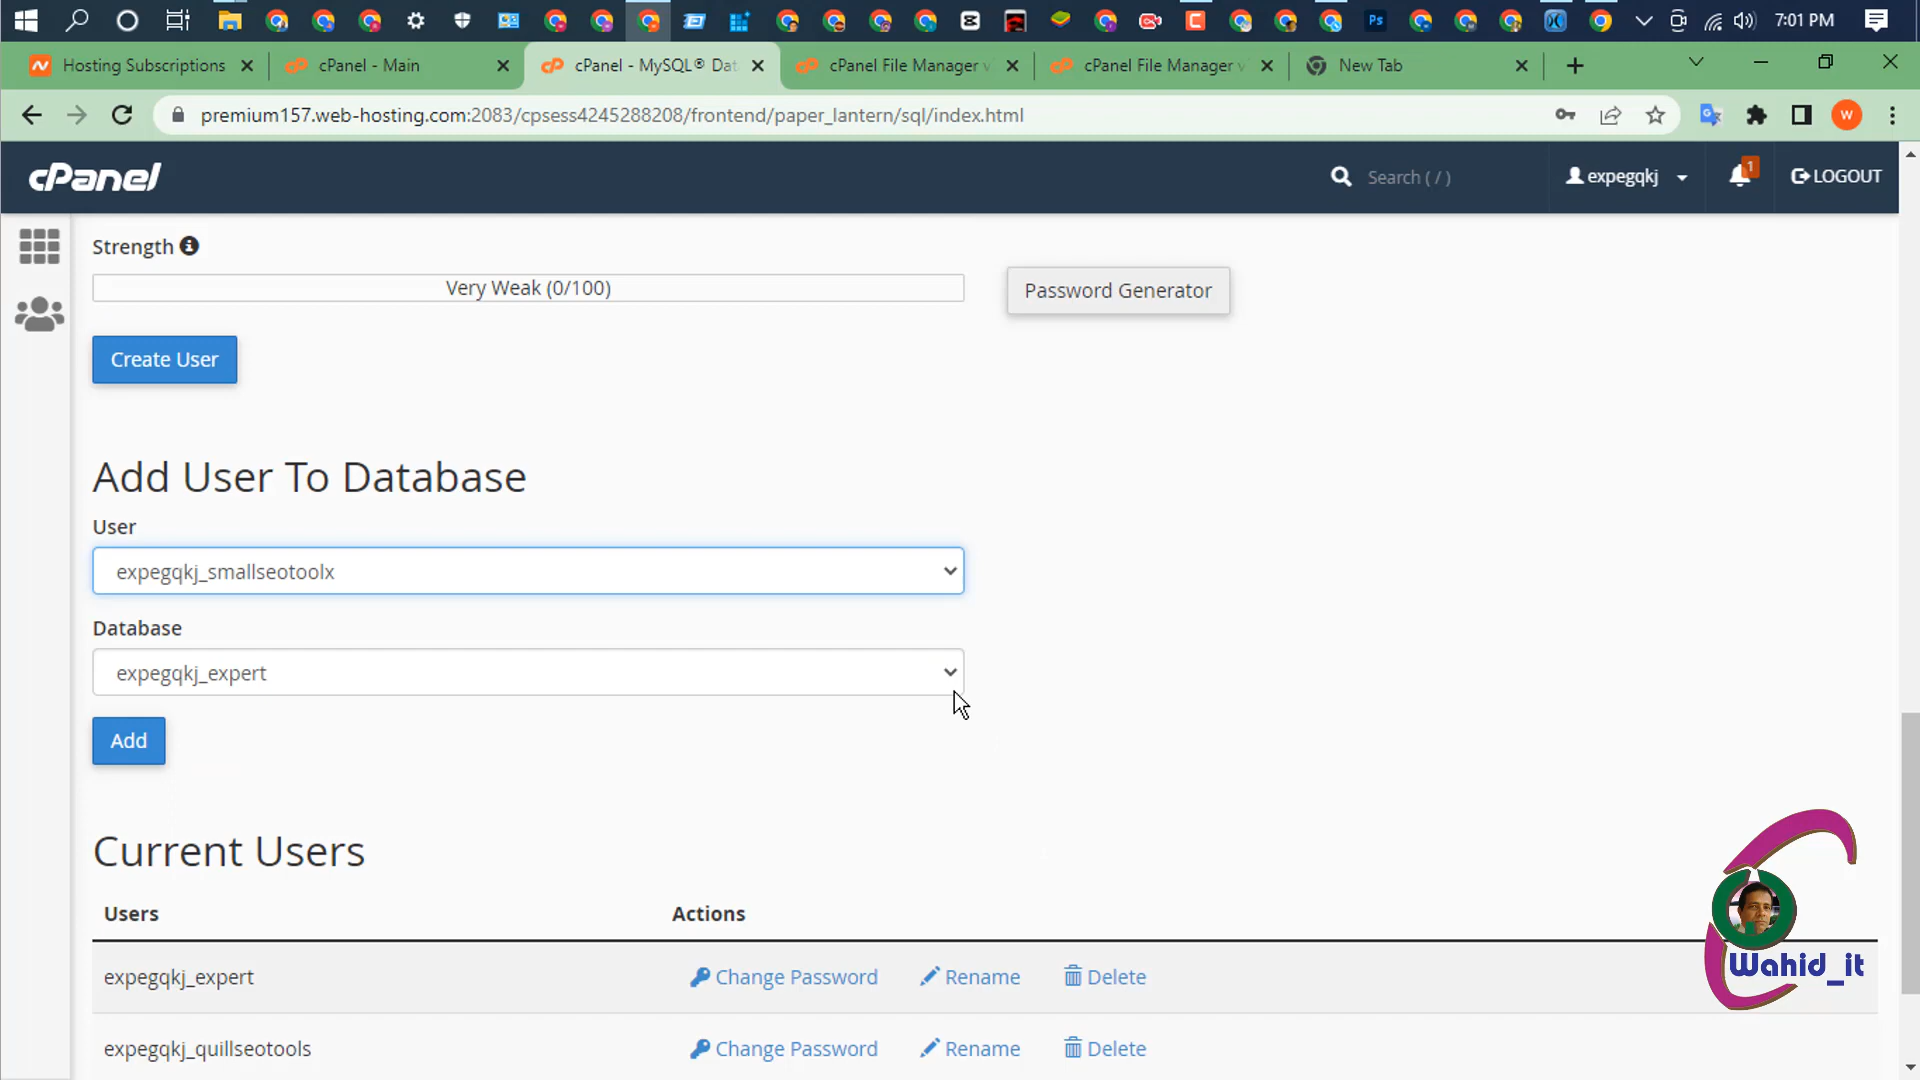 7:01 PM
Hosting Subscriptions
cPanel - Main
cPanel - MySQL® Dat
cPanel File Manager v
cPanel File Manager v
New Tab
premium157.web-hosting.com:2083/cpsess4245288208/frontend/paper_lantern/sql/index.html
W
cPanel
Search ( / )
expegqkj
1
LOGOUT
Strength
Very Weak (0/100)
Password Generator
Create User
Add User To Database
User
expegqkj_smallseotoolx
Database
expegqkj_expert
Add
Current Users
Users
Actions
expegqkj_expert
Change Password
Rename
Delete
expegqkj_quillseotools
Change Password
Rename
Delete
Wahid_it